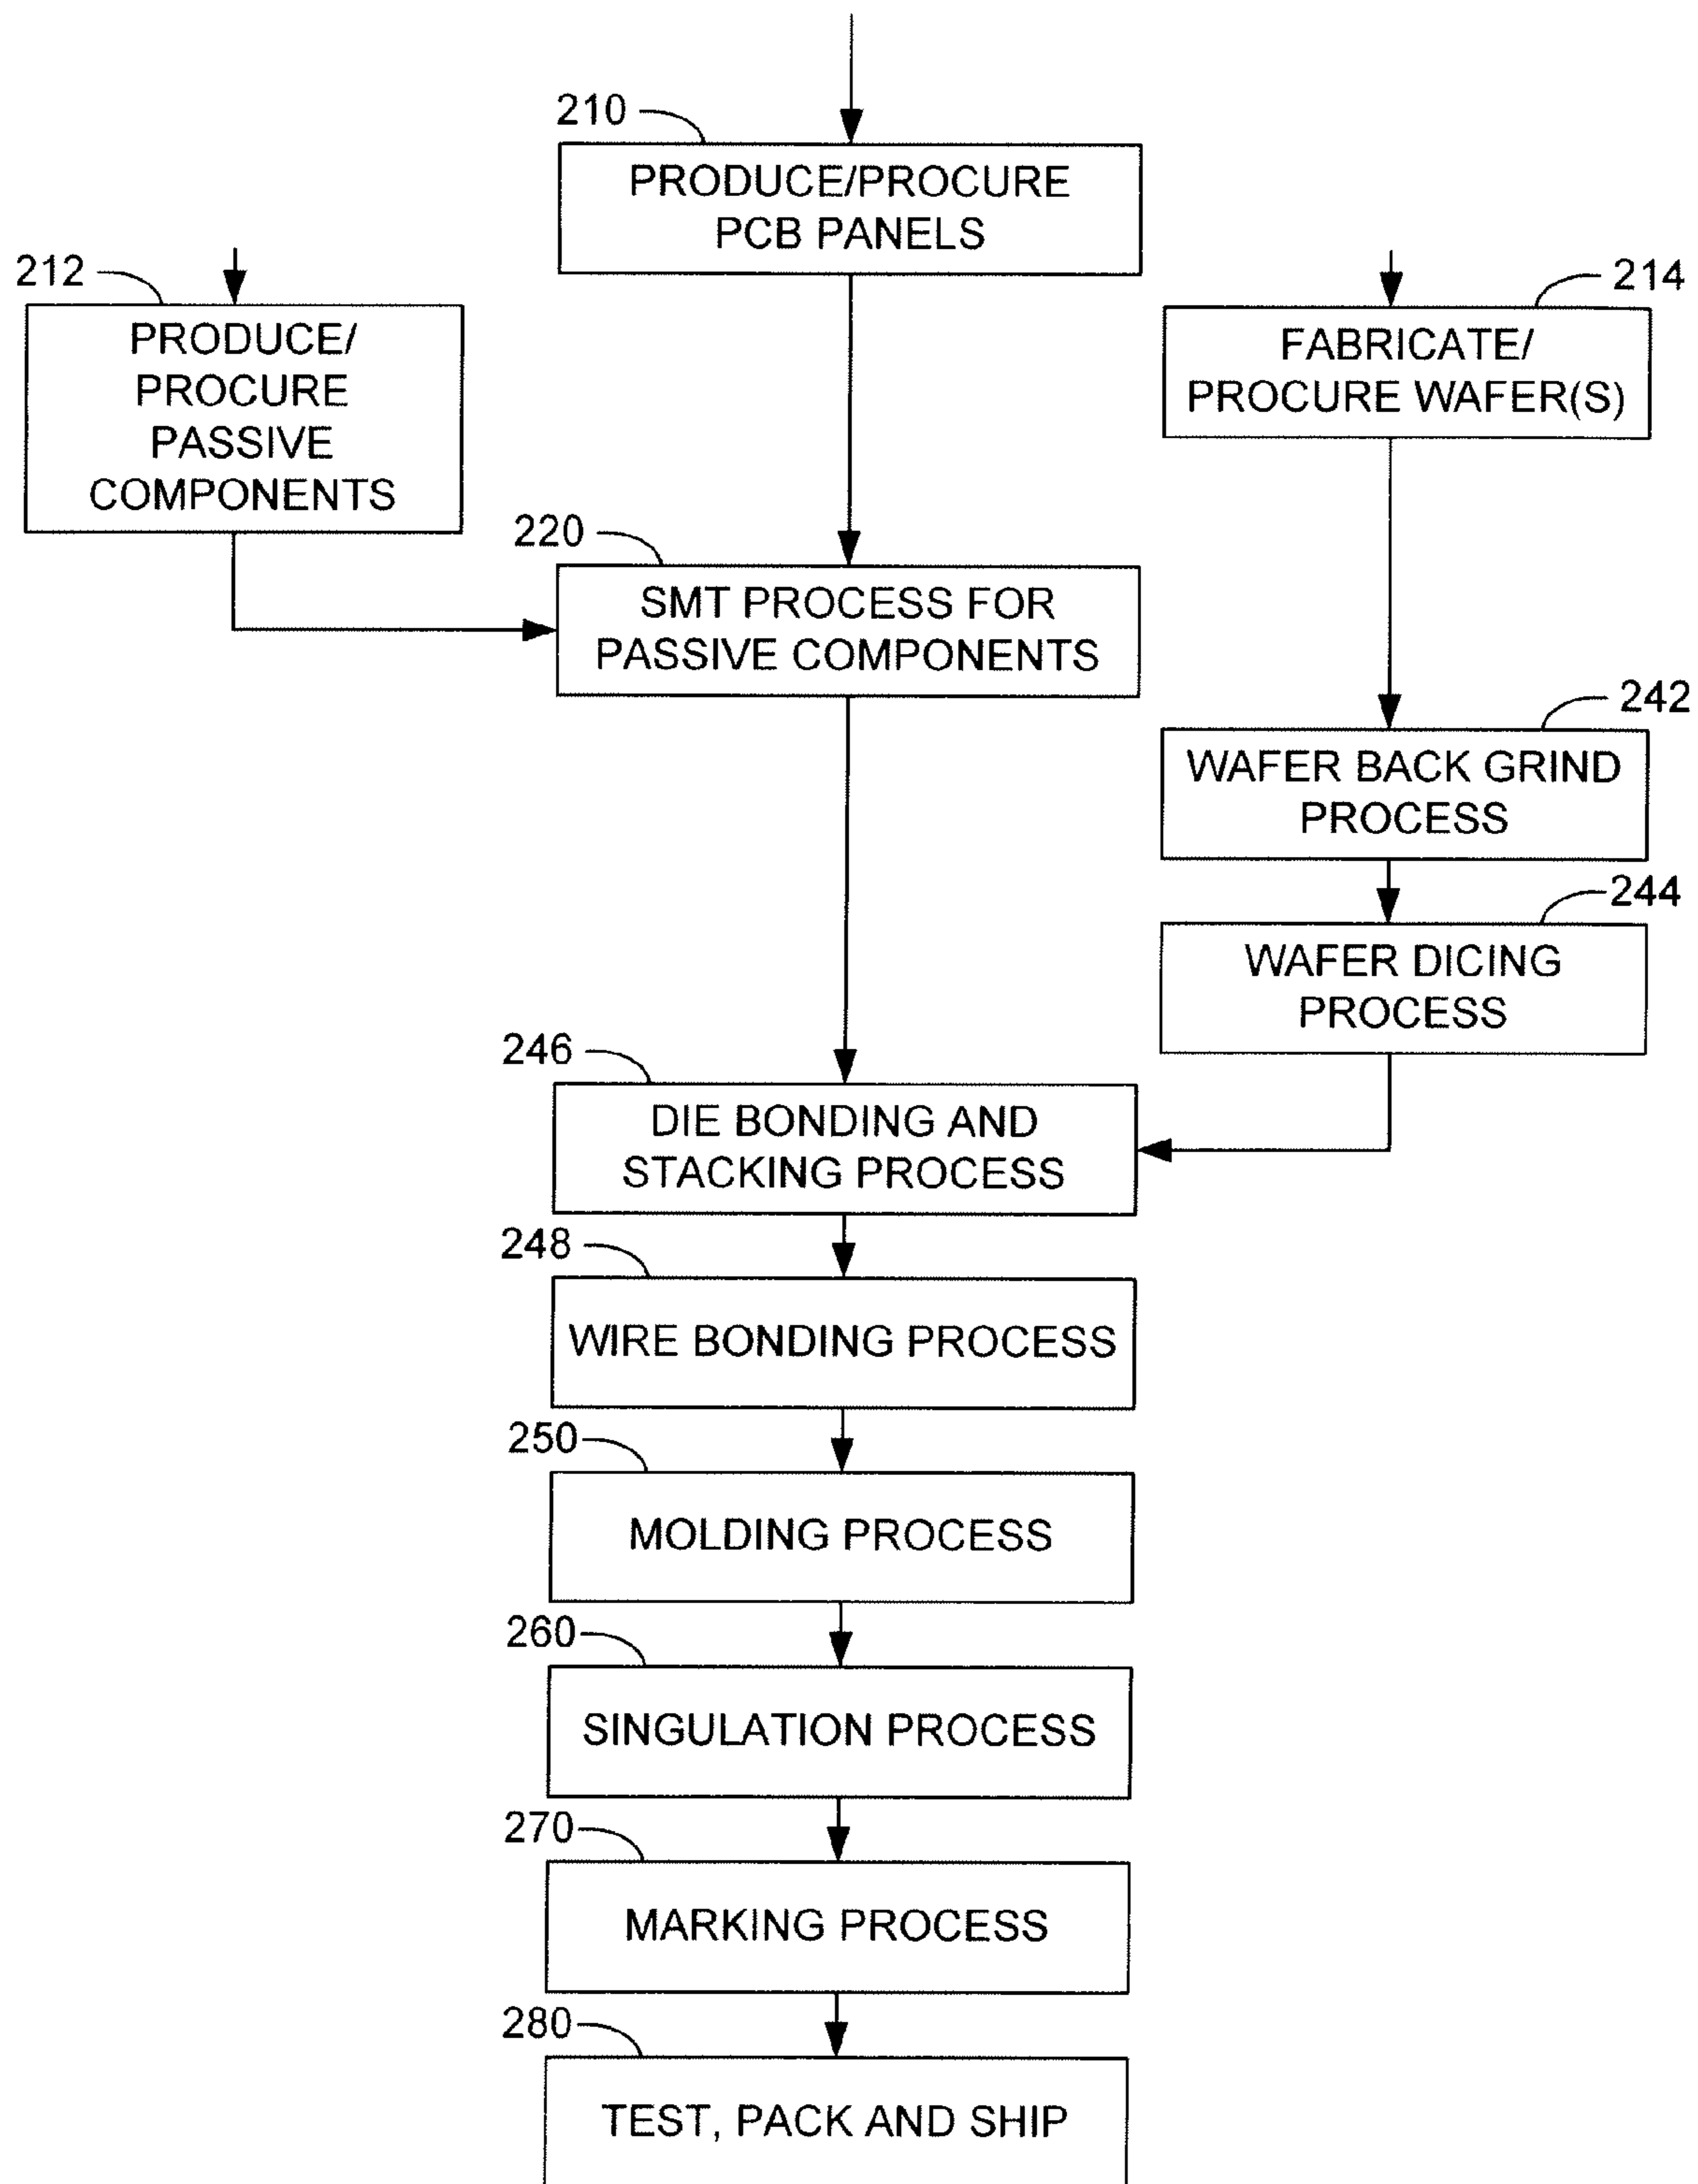 210
PRODUCE/PROCURE
PCB PANELS
212
PRODUCE/
PROCURE
PASSIVE
COMPONENTS
214
FABRICATE/
PROCURE WAFER(S)
220
SMT PROCESS FOR
PASSIVE COMPONENTS
242
WAFER BACK GRIND
PROCESS
244
WAFER DICING
PROCESS
246
DIE BONDING AND
STACKING PROCESS
248
WIRE BONDING PROCESS
250
MOLDING PROCESS
260
SINGULATION PROCESS
270
MARKING PROCESS
280
TEST, PACK AND SHIP